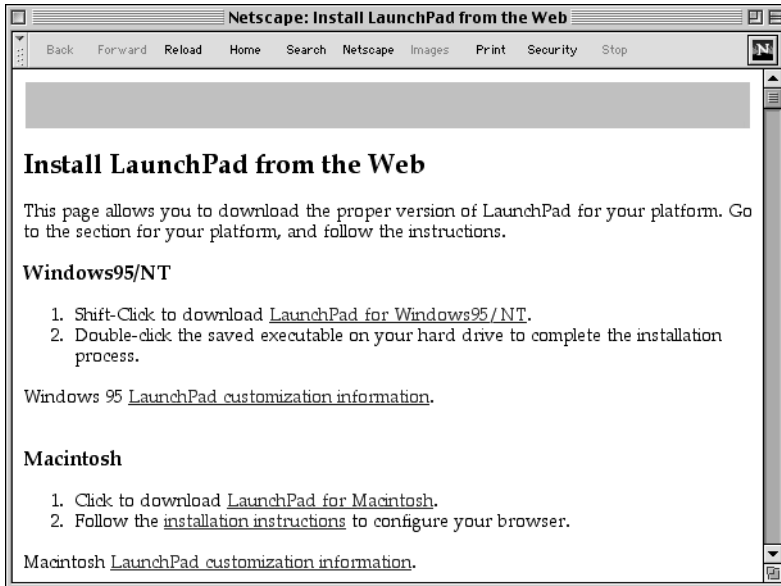 Netscape: Install LaunchPad from the Web
Back Forward Reload Home Search Netscape Images Print Security Stop
N
Install LaunchPad from the Web
This page allows you to download the proper version of LaunchPad for your platform. Go
to the section for your platform, and follow the instructions.
Windows95/NT
1. Shift-Click to download LaunchPad for Windows95/NT.
2. Double-click the saved executable on your hard drive to complete the installation
process.
Windows 95 LaunchPad customization information.
Macintosh
1. Click to download LaunchPad for Macintosh.
2. Follow the installation instructions to configure your browser.
Macintosh LaunchPad customization information.